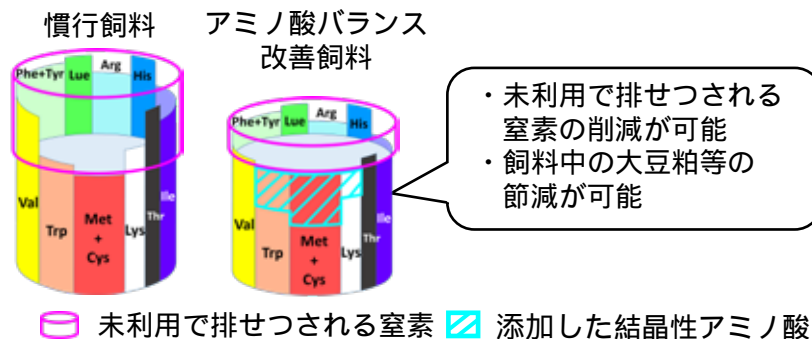 慣行飼料
アミノ酸バランス
改善飼料
Phe+Tyr
Lue
Arg
His
Val
Trp
Met
+
Cys
Lys
Thr
Ile
Phe+Tyr
Lue
Arg
His
Val
Trp
Met
+
Cys
Lys
Thr
Ile
・未利用で排せつされる
窒素の削減が可能
・飼料中の大豆粕等の
節減が可能
未利用で排せつされる窒素
添加した結晶性アミノ酸